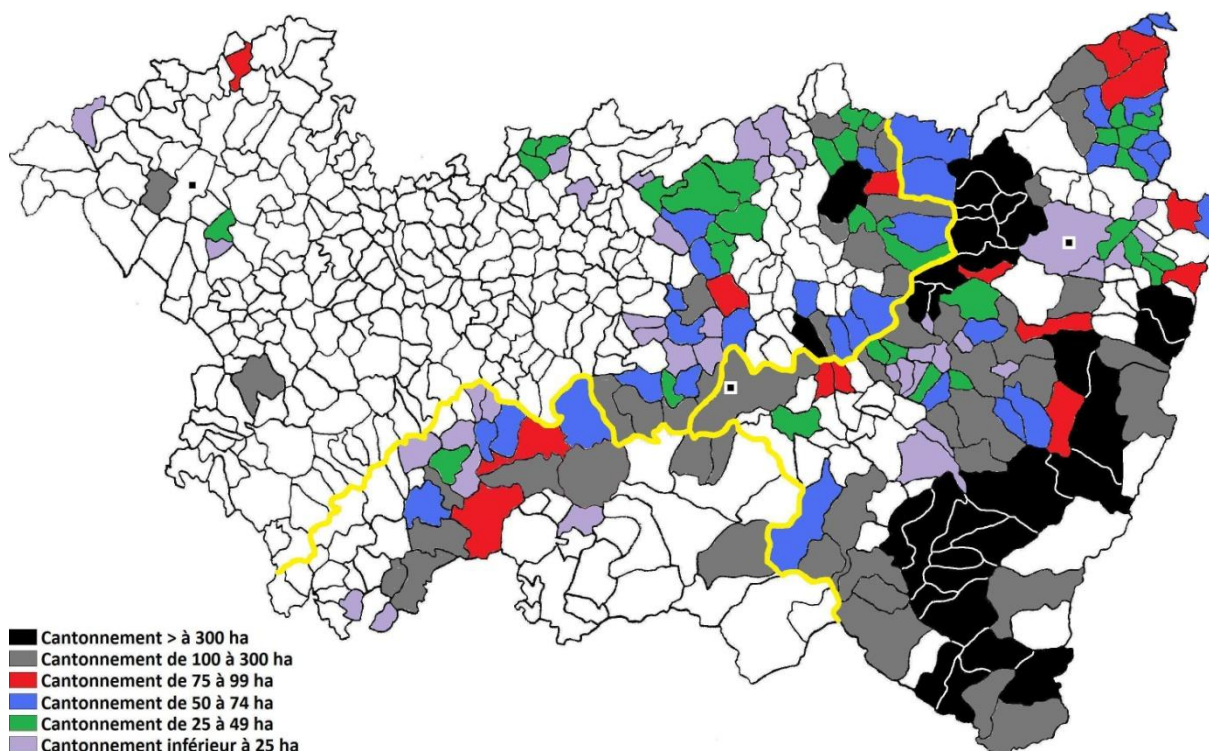 Cantonnement > à 300 ha
Cantonnement de 100 à 300 ha
Cantonnement de 75 à 99 ha
Cantonnement de 50 à 74 ha
Cantonnement de 25 à 49 ha
Cantonnement inférieur à 25 ha